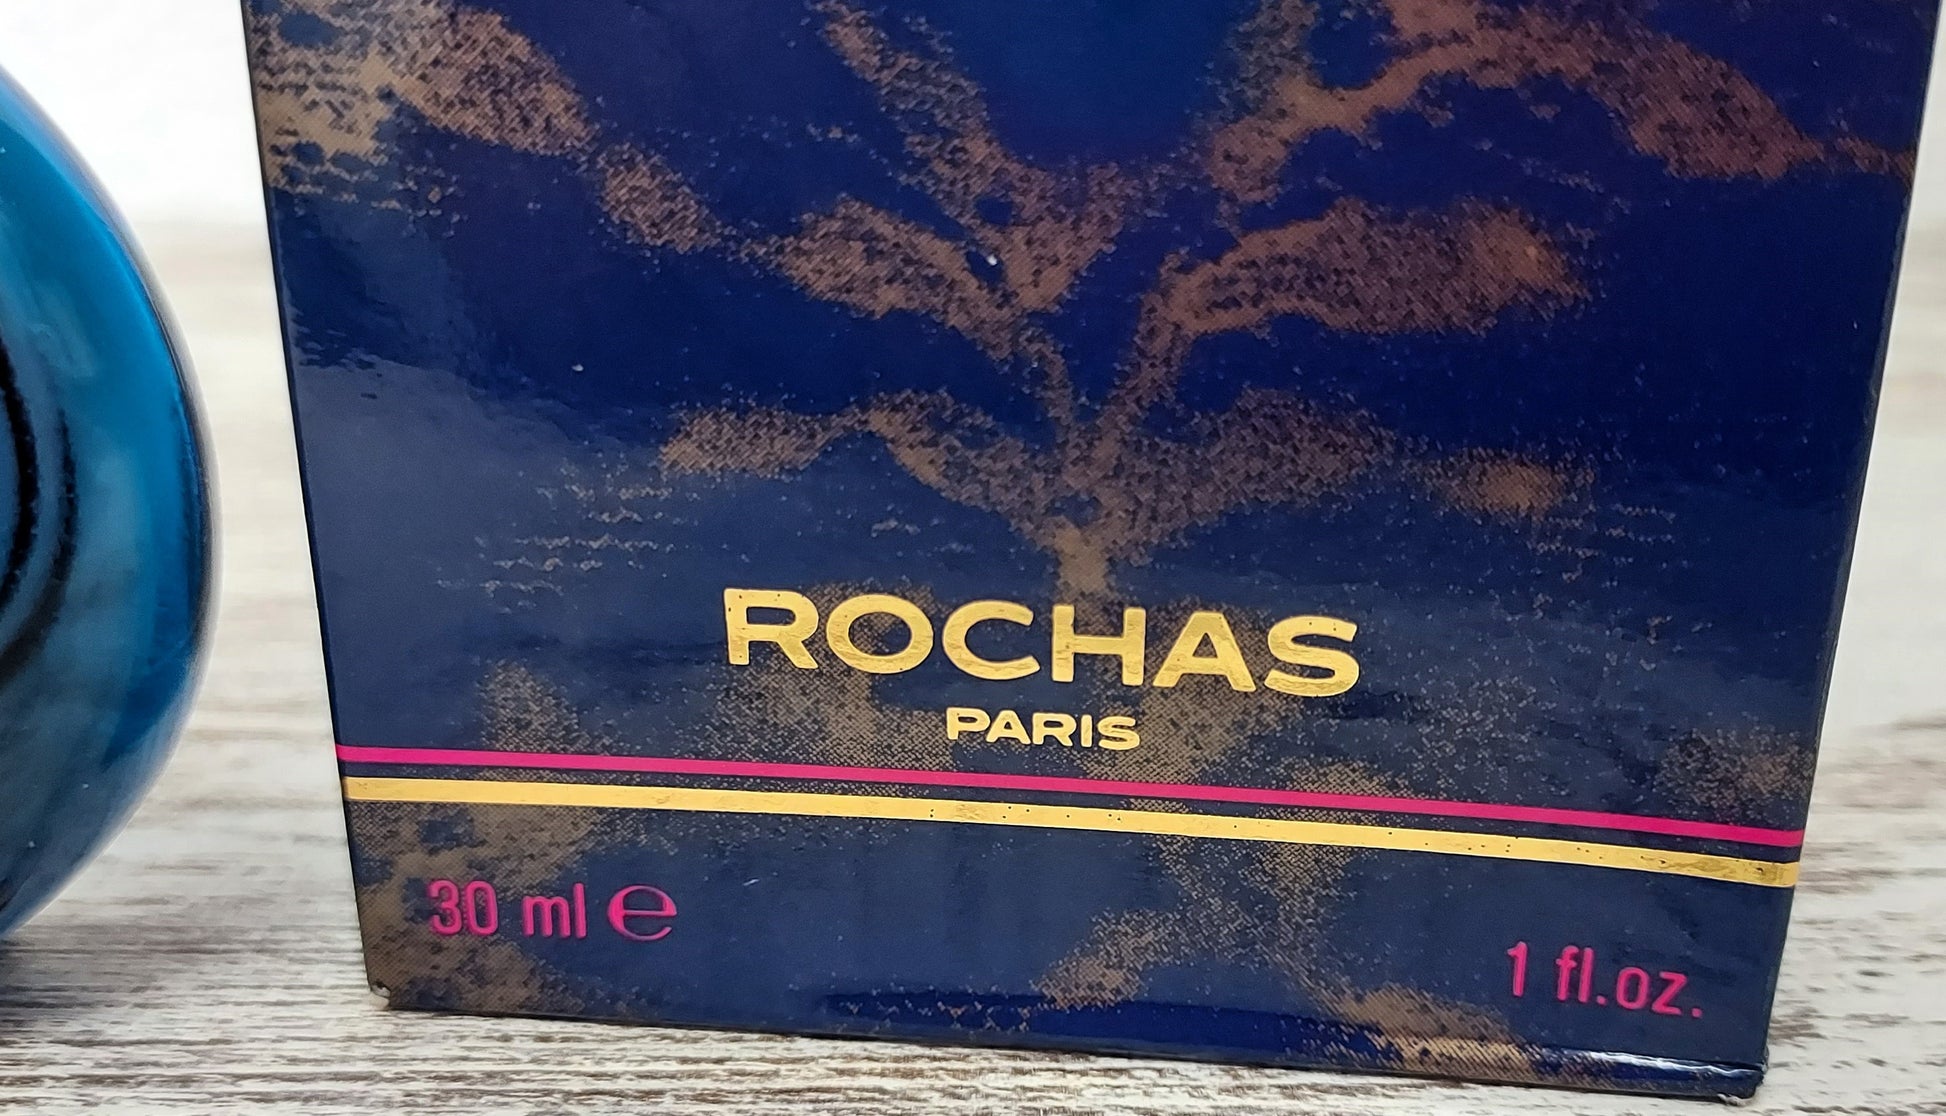 ROCHAS
PARIS
30 ml ℮
1 fl.oz.